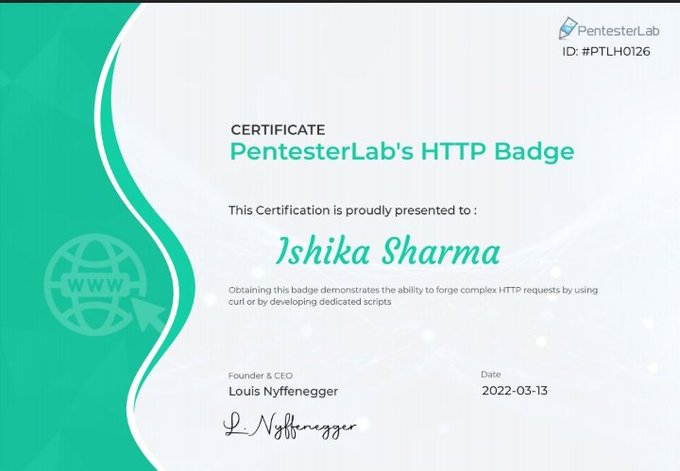 PentesterLab
ID: #PTLH0126
CERTIFICATE
PentesterLab's HTTP Badge
This Certification is proudly presented to :
Ishika Sharma
WWW
Obtaining this badge demonstrates the ability to forge complex HTTP requests by using
curl or by developing dedicated scripts
Founder & CEO
Louis Nyffenegger
L. Nyffenegger
Date
2022-03-13